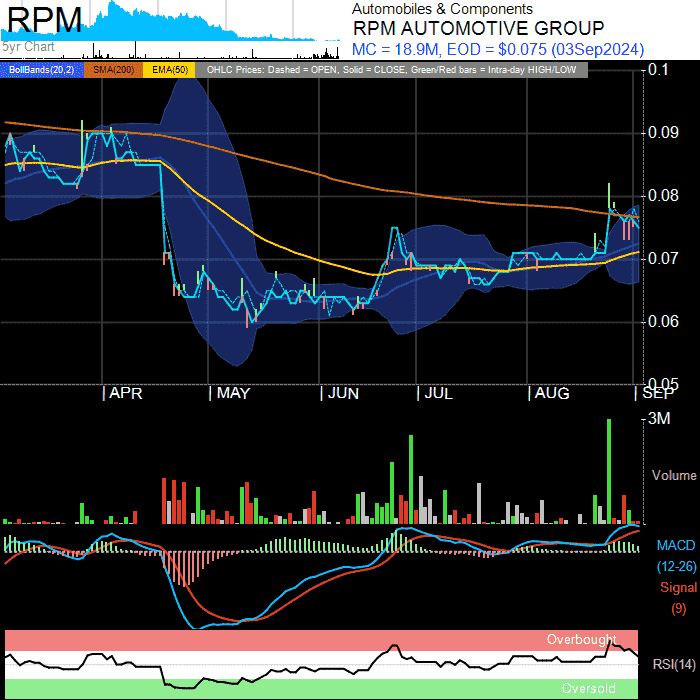 RPM
5yr Chart
Automobiles & Components
RPM AUTOMOTIVE GROUP
MC = 18.9M, EOD = $0.075 (03Sep2024)
BollBands(20,2) SMA(200) EMA(50) OHLC Prices: Dashed = OPEN, Solid = CLOSE, Green/Red bars = Intra-day HIGH/LOW
0.1
0.09
0.08
0.07
0.06
0.05
APR MAY JUN JUL AUG SEP
3M
Volume
MACD
(12-26)
Signal
(9)
Overbought
RSI(14)
Oversold